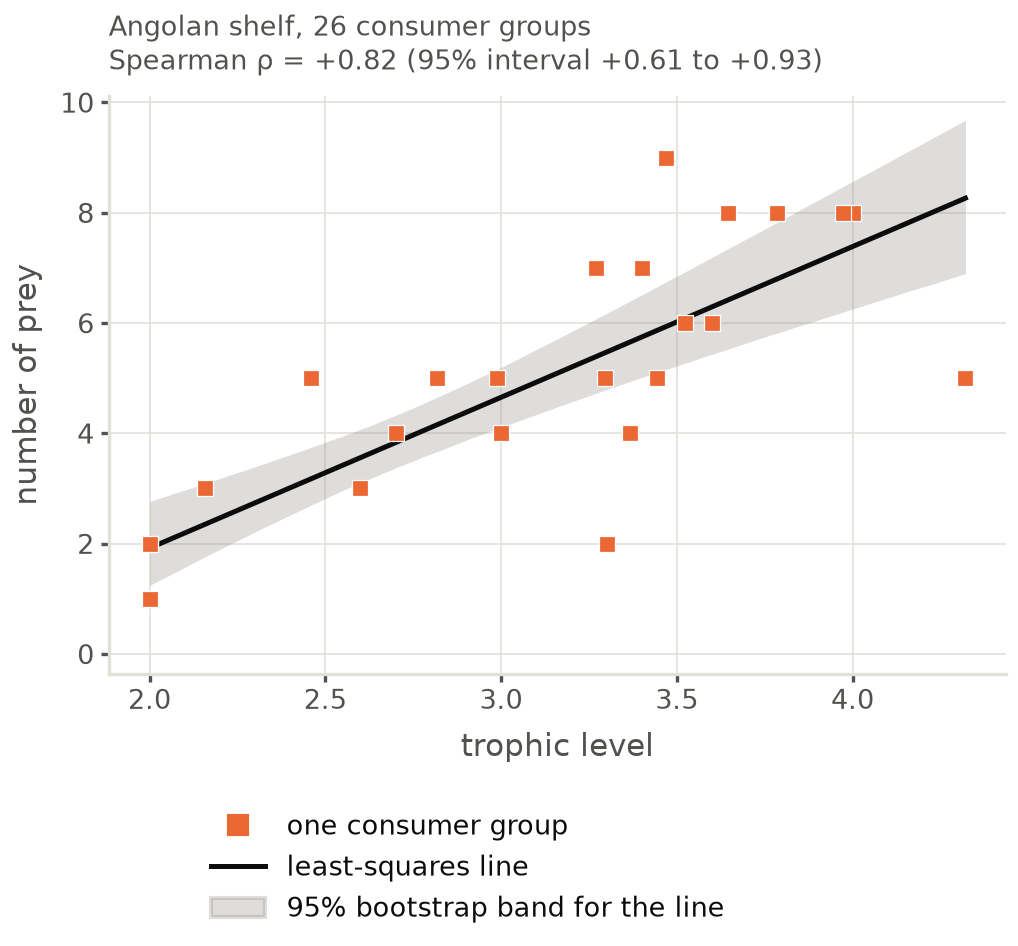 Angolan shelf, 26 consumer groups
Spearman ρ = +0.82 (95% interval +0.61 to +0.93)
10
8
6
4
2
0
number of prey
2.0 2.5 3.0 3.5 4.0
trophic level
one consumer group
least-squares line
95% bootstrap band for the line